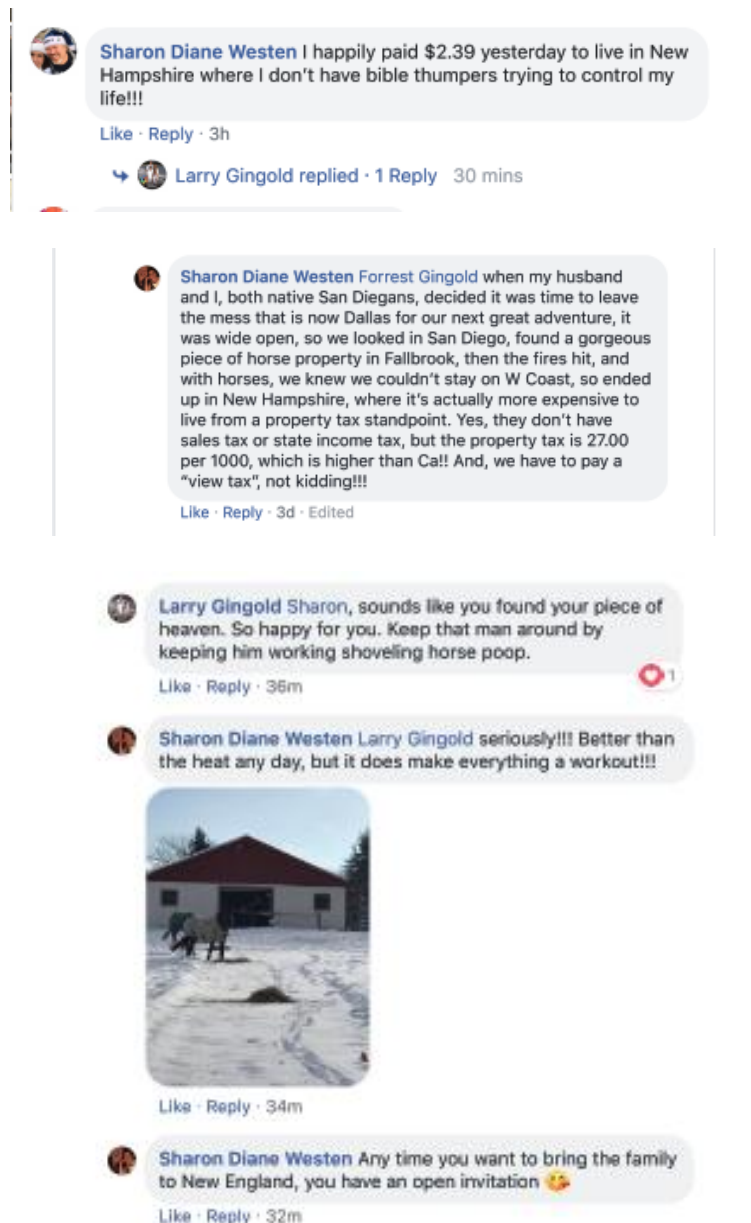 Sharon Diane Westen I happily paid $2.39 yesterday to live in New
Hampshire where I don't have bible thumpers trying to control my
life!!!
Like · Reply · 3h
Larry Gingold replied · 1 Reply 30 mins
Sharon Diane Westen Forrest Gingold when my husband
and I, both native San Diegans, decided it was time to leave
the mess that is now Dallas for our next great adventure, it
was wide open, so we looked in San Diego, found a gorgeous
piece of horse property in Fallbrook, then the fires hit, and
with horses, we knew we couldn't stay on W Coast, so ended
up in New Hampshire, where it's actually more expensive to
live from a property tax standpoint. Yes, they don't have
sales tax or state income tax, but the property tax is 27.00
per 1000, which is higher than Ca!! And, we have to pay a
"view tax", not kidding!!!
Like · Reply · 3d · Edited
Larry Gingold Sharon, sounds like you found your piece of
heaven. So happy for you. Keep that man around by
keeping him working shoveling horse poop.
1
Like · Reply · 36m
Sharon Diane Westen Larry Gingold seriously!!! Better than
the heat any day, but it does make everything a workout!!!
Like · Reply · 34m
Sharon Diane Westen Any time you want to bring the family
to New England, you have an open invitation 😋
Like · Reply · 32m